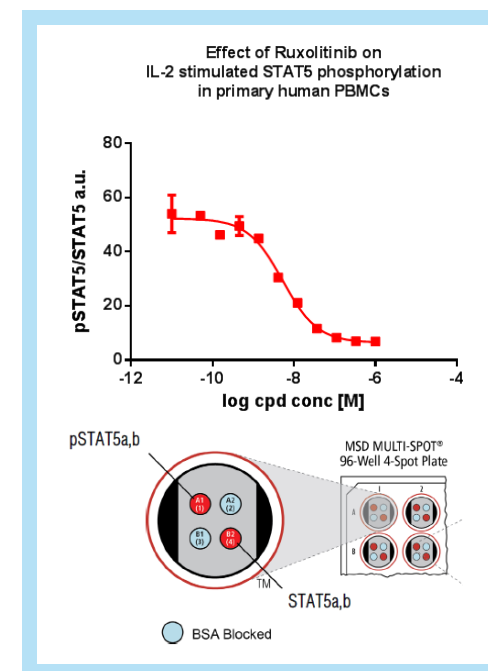 Effect of Ruxolitinib on
IL-2 stimulated STAT5 phosphorylation
in primary human PBMCs
pSTAT5/STAT5 a.u.
80
60
40
20
0
-12
-10
-8
-6
-4
log cpd conc [M]
pSTAT5a,b
MSD MULTI-SPOT®
96-Well 4-Spot Plate
1
2
A
B
A1
(1)
A2
(2)
B1
(3)
B2
(4)
TM
STAT5a,b
BSA Blocked